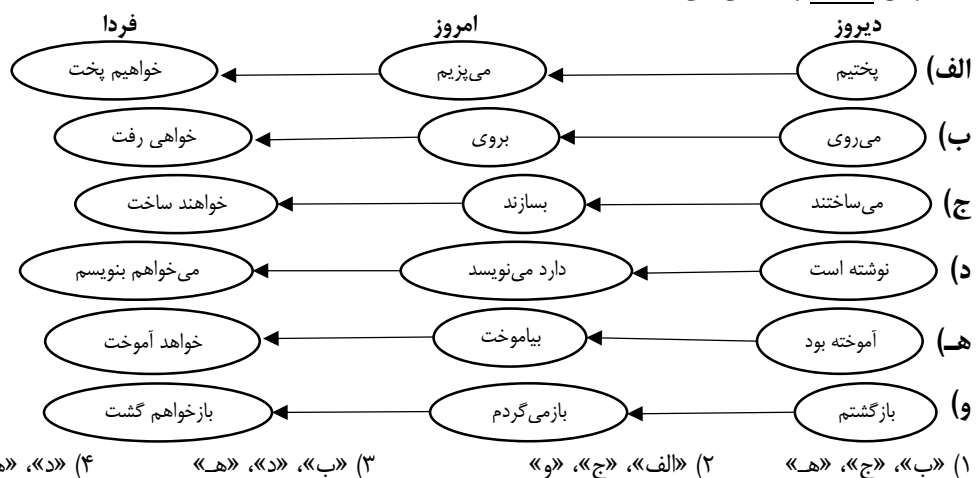 دیروز امروز فردا
الف) پختیم می‌پزیم خواهیم پخت
ب) می‌روی بروی خواهی رفت
ج) می‌ساختند بسازند خواهند ساخت
د) نوشته است دارد می‌نویسد می‌خواهم بنویسم
هـ) آموخته بود بیاموخت خواهد آموخت
و) بازگشتم بازمی‌گردم بازخواهم گشت
۱) «ب»، «ج»، «هـ» ۲) «الف»، «ج»، «و» ۳) «ب»، «د»، «هـ» ۴) «د»،